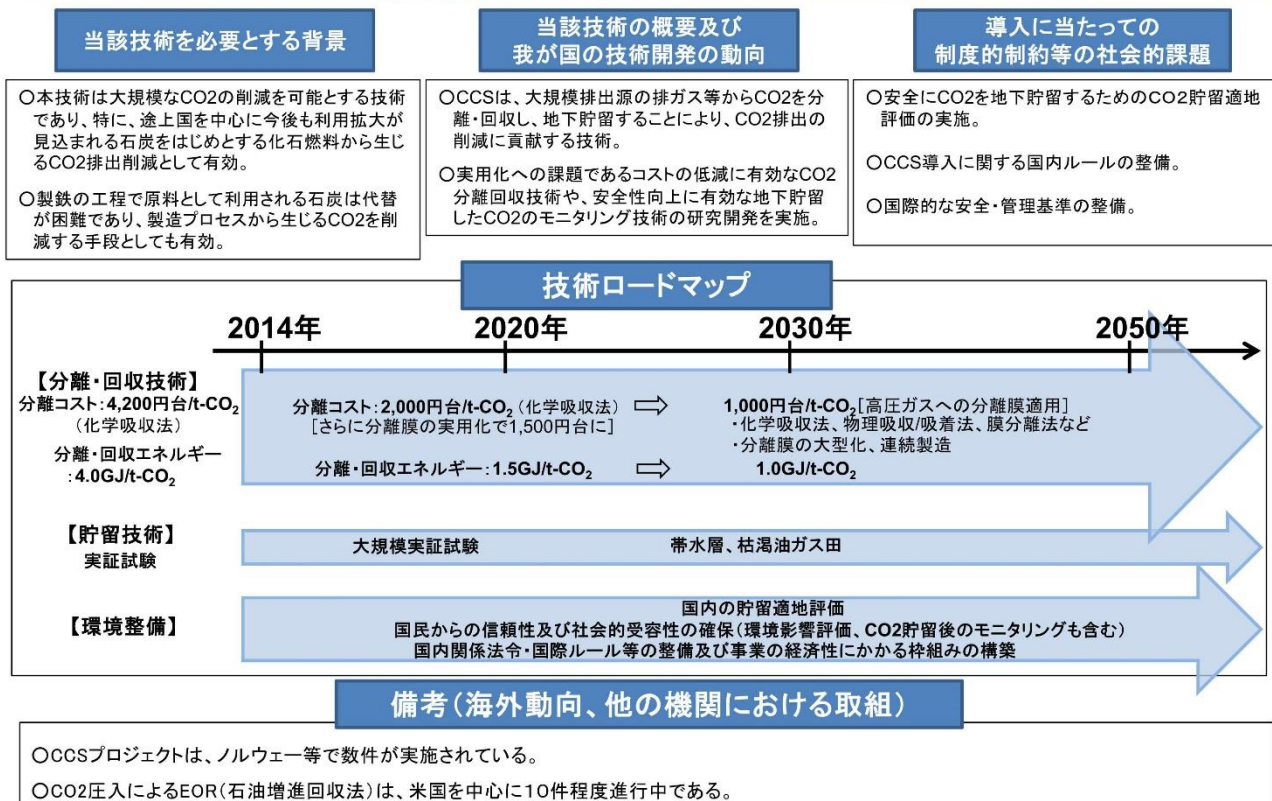 当該技術を必要とする背景
〇本技術は大規模なCO2の削減を可能とする技術
であり、特に、途上国を中心に今後も利用拡大が
見込まれる石炭をはじめとする化石燃料から生じ
るCO2排出削減として有効。
〇製鉄の工程で原料として利用される石炭は代替
が困難であり、製造プロセスから生じるCO2を削
減する手段としても有効。
当該技術の概要及び
我が国の技術開発の動向
〇CCSは、大規模排出源の排ガス等からCO2を分
離・回収し、地下貯留することにより、CO2排出の
削減に貢献する技術。
〇実用化への課題であるコストの低減に有効なCO2
分離回収技術や、安全性向上に有効な地下貯留
したCO2のモニタリング技術の研究開発を実施。
導入に当たっての
制度的制約等の社会的課題
〇安全にCO2を地下貯留するためのCO2貯留適地
評価の実施。
〇CCS導入に関する国内ルールの整備。
〇国際的な安全・管理基準の整備。
技術ロードマップ
2014年 2020年 2030年 2050年
【分離・回収技術】
分離コスト:4,200円台/t-CO2
(化学吸収法)
分離・回収エネルギー
:4.0GJ/t-CO2
分離コスト:2,000円台/t-CO2(化学吸収法) ⇨
[さらに分離膜の実用化で1,500円台に]
分離・回収エネルギー:1.5GJ/t-CO2 ⇨
1,000円台/t-CO2[高圧ガスへの分離膜適用]
・化学吸収法、物理吸収/吸着法、膜分離法など
・分離膜の大型化、連続製造
1.0GJ/t-CO2
【貯留技術】
実証試験
大規模実証試験 帯水層、枯渇油ガス田
【環境整備】
国内の貯留適地評価
国民からの信頼性及び社会的受容性の確保(環境影響評価、CO2貯留後のモニタリングも含む)
国内関係法令・国際ルール等の整備及び事業の経済性にかかる枠組みの構築
備考(海外動向、他の機関における取組)
〇CCSプロジェクトは、ノルウェー等で数件が実施されている。
〇CO2圧入によるEOR(石油増進回収法)は、米国を中心に10件程度進行中である。